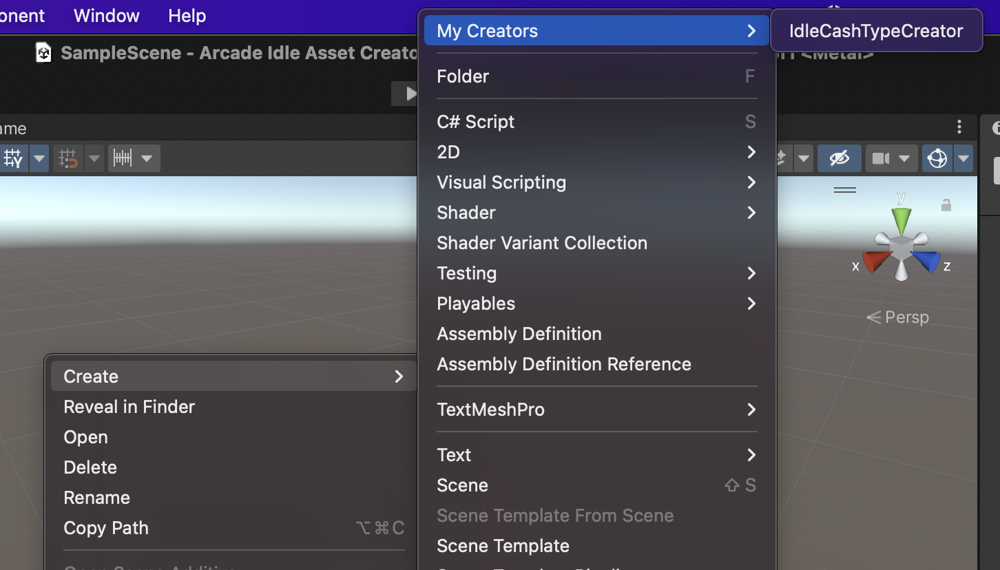 onent Window Help
SampleScene - Arcade Idle Asset Creato
<Metal>
ame
My Creators
IdleCashTypeCreator
Folder F
C# Script S
2D
Visual Scripting
Shader
Shader Variant Collection
Testing
Playables
Assembly Definition
Assembly Definition Reference
TextMeshPro
Text
Scene ⇧ S
Scene Template From Scene
Scene Template
Create
Reveal in Finder
Open
Delete
Rename
Copy Path ⌥⌘C
Y
y
x z
Persp